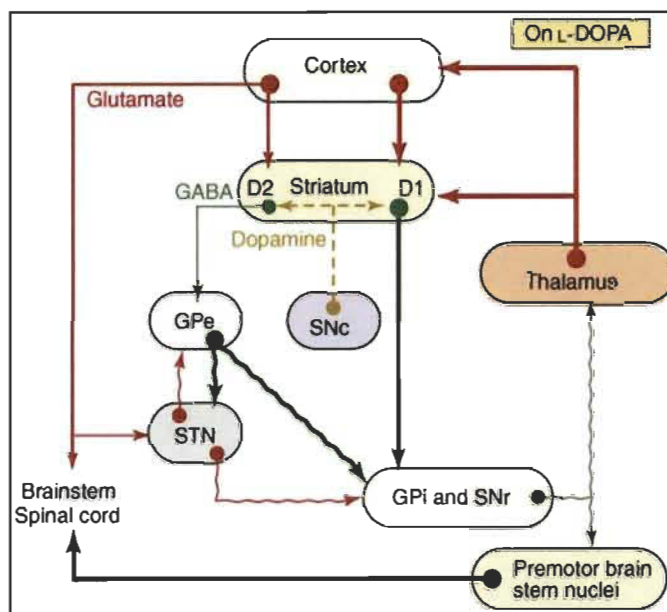 On L-DOPA
Cortex
Glutamate
D2 Striatum D1
GABA
Dopamine
Thalamus
GPe
SNc
STN
Brainstem
Spinal cord
GPi and SNr
Premotor brain
stem nuclei